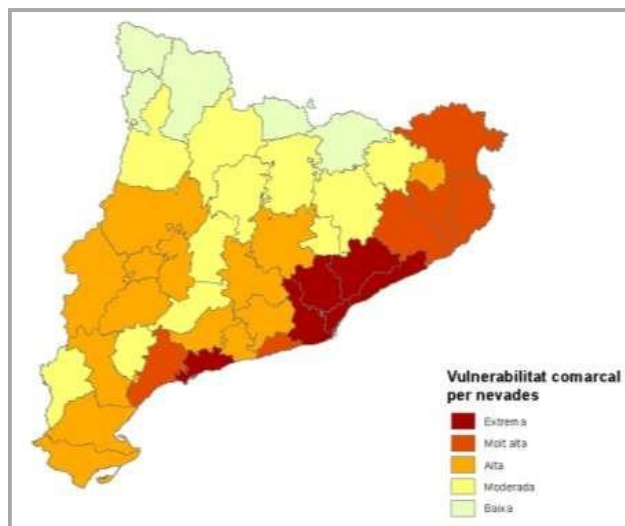 Vulnerabilitat comarcal
per nevades
Extrema
Molt alta
Alta
Moderada
Baixa